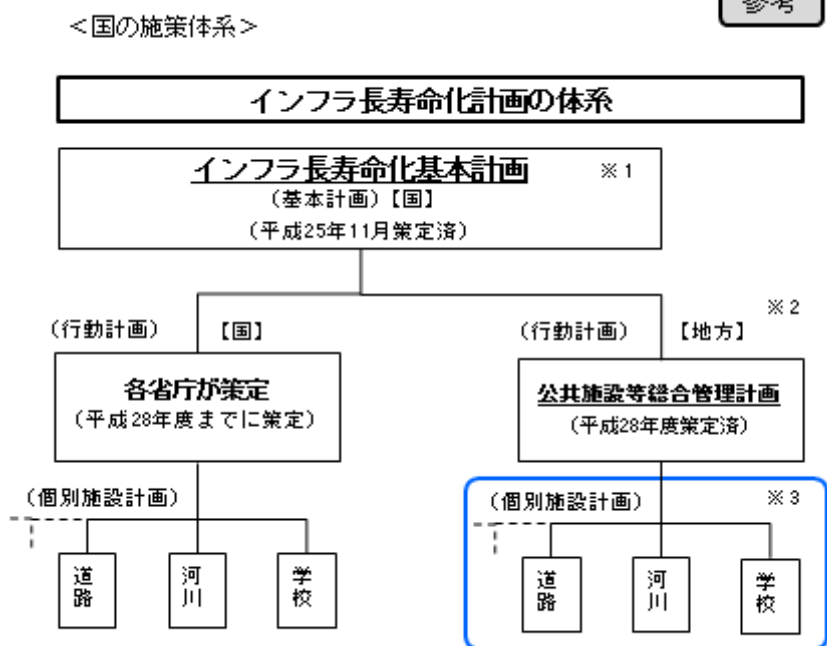 参考
＜国の施策体系＞
インフラ長寿命化計画の体系
インフラ長寿命化基本計画 ※1
（基本計画）【国】
（平成25年11月策定済）
※2
（行動計画） 【国】
（行動計画） 【地方】
各省庁が策定
（平成28年度までに策定）
公共施設等総合管理計画
（平成28年度策定済）
（個別施設計画）
道路
河川
学校
（個別施設計画） ※3
道路
河川
学校